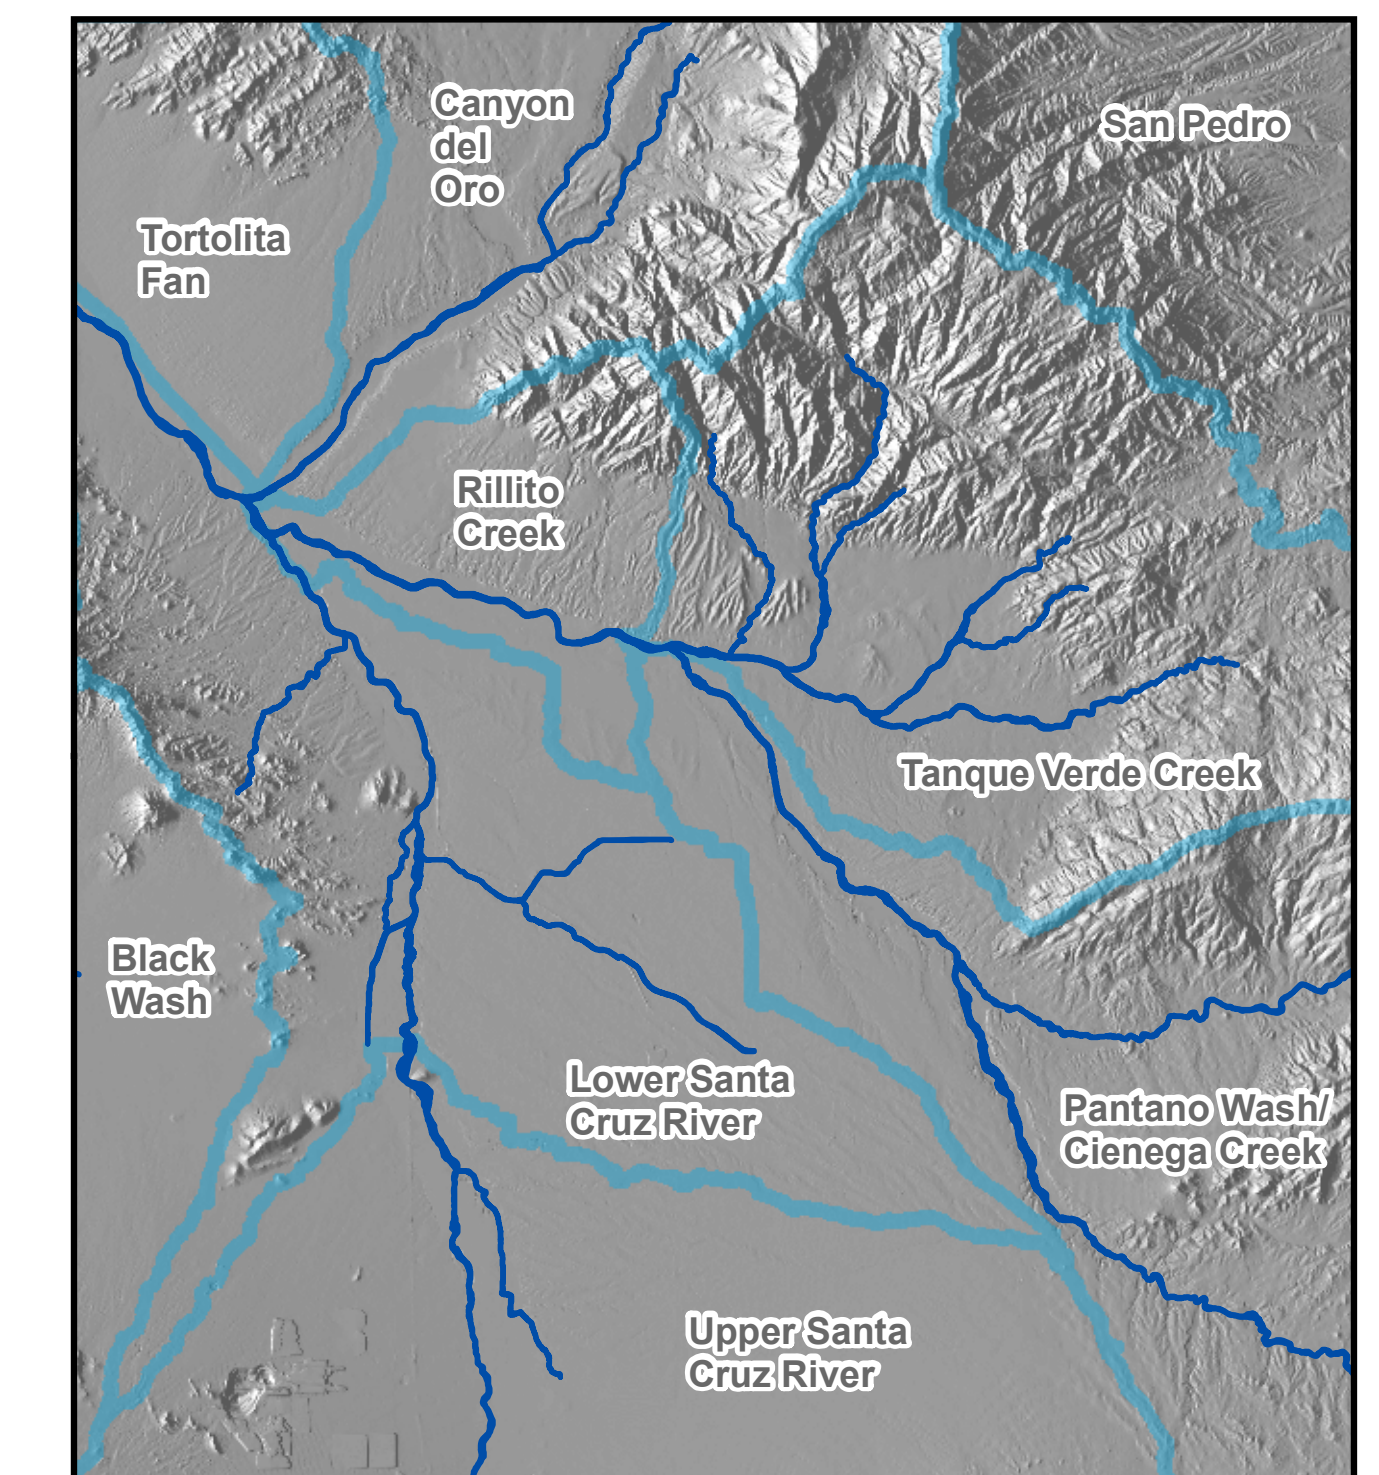 Canyon
del
Oro
San Pedro
Tortolita
Fan
Rillito
Creek
Tanque Verde Creek
Black
Wash
Lower Santa
Cruz River
Pantano Wash/
Cienega Creek
Upper Santa
Cruz River